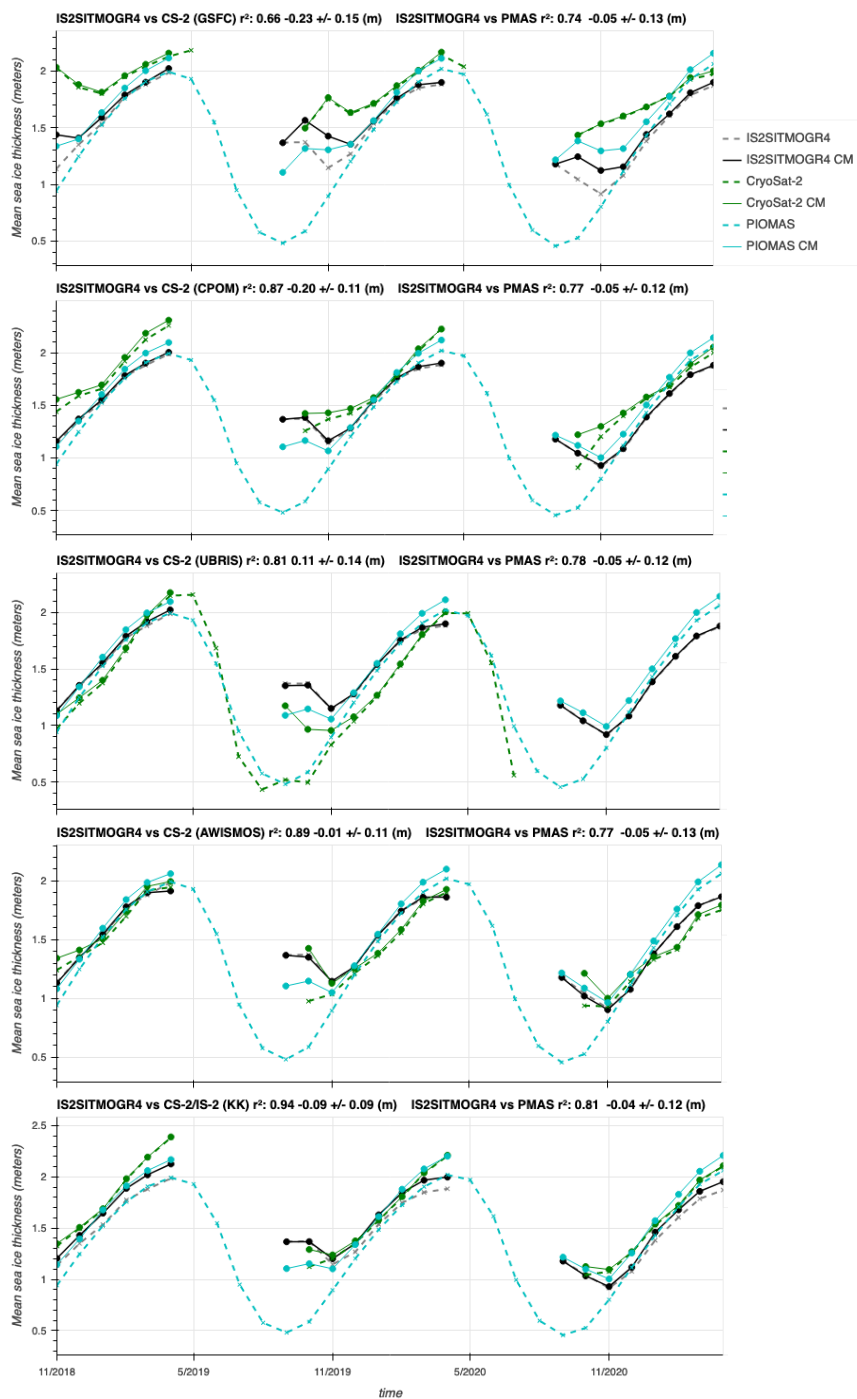 IS2SITMOGR4 vs CS-2 (GSFC) r²: 0.66 -0.23 +/- 0.15 (m) IS2SITMOGR4 vs PMAS r²: 0.74 -0.05 +/- 0.13 (m)
Mean sea ice thickness (meters)
2
1.5
1
0.5
IS2SITMOGR4
IS2SITMOGR4 CM
CryoSat-2
CryoSat-2 CM
PIOMAS
PIOMAS CM
IS2SITMOGR4 vs CS-2 (CPOM) r²: 0.87 -0.20 +/- 0.11 (m) IS2SITMOGR4 vs PMAS r²: 0.77 -0.05 +/- 0.12 (m)
Mean sea ice thickness (meters)
2
1.5
1
0.5
IS2SITMOGR4 vs CS-2 (UBRIS) r²: 0.81 0.11 +/- 0.14 (m) IS2SITMOGR4 vs PMAS r²: 0.78 -0.05 +/- 0.12 (m)
Mean sea ice thickness (meters)
2
1.5
1
0.5
IS2SITMOGR4 vs CS-2 (AWISMOS) r²: 0.89 -0.01 +/- 0.11 (m) IS2SITMOGR4 vs PMAS r²: 0.77 -0.05 +/- 0.13 (m)
Mean sea ice thickness (meters)
2
1.5
1
0.5
IS2SITMOGR4 vs CS-2/IS-2 (KK) r²: 0.94 -0.09 +/- 0.09 (m) IS2SITMOGR4 vs PMAS r²: 0.81 -0.04 +/- 0.12 (m)
Mean sea ice thickness (meters)
2.5
2
1.5
1
0.5
11/2018 5/2019 11/2019 5/2020 11/2020
time